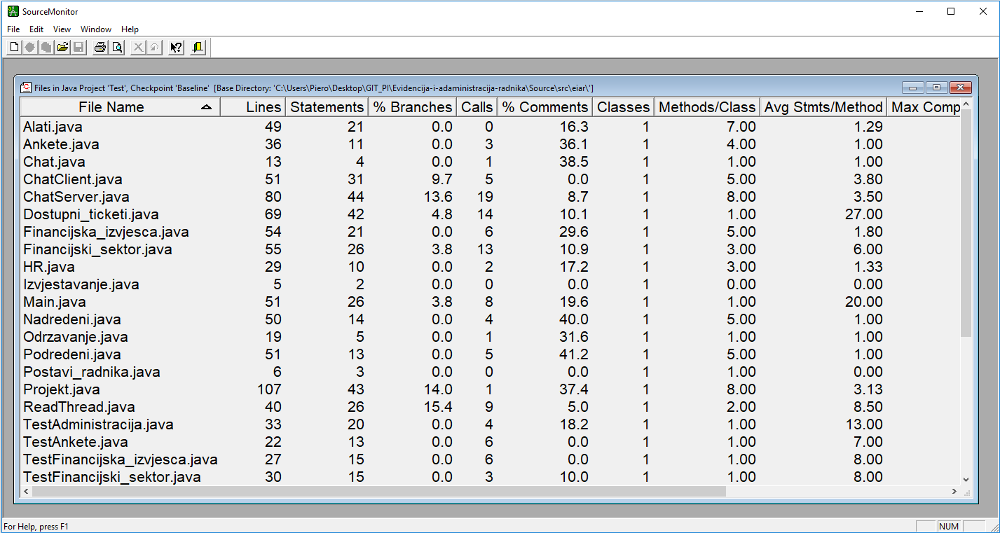 SourceMonitor
File Edit View Window Help
Files in Java Project 'Test', Checkpoint 'Baseline' [Base Directory: 'C:\Users\Piero\Desktop\GIT_PI\Evidencija-i-adaministracija-radnika\Source\src\eiar\']
File Name Lines Statements % Branches Calls % Comments Classes Methods/Class Avg Stmts/Method Max Comp
Alati.java 49 21 0.0 0 16.3 1 7.00 1.29
Ankete.java 36 11 0.0 3 36.1 1 4.00 1.00
Chat.java 13 4 0.0 1 38.5 1 1.00 1.00
ChatClient.java 51 31 9.7 5 0.0 1 5.00 3.80
ChatServer.java 80 44 13.6 19 8.7 1 8.00 3.50
Dostupni_ticketi.java 69 42 4.8 14 10.1 1 1.00 27.00
Financijska_izvjesca.java 54 21 0.0 6 29.6 1 5.00 1.80
Financijski_sektor.java 55 26 3.8 13 10.9 1 3.00 6.00
HR.java 29 10 0.0 2 17.2 1 3.00 1.33
Izvjestavanje.java 5 2 0.0 0 0.0 1 0.00 0.00
Main.java 51 26 3.8 8 19.6 1 1.00 20.00
Nadredeni.java 50 14 0.0 4 40.0 1 5.00 1.00
Odrzavanje.java 19 5 0.0 1 31.6 1 1.00 1.00
Podredeni.java 51 13 0.0 5 41.2 1 5.00 1.00
Postavi_radnika.java 6 3 0.0 0 0.0 1 1.00 0.00
Projekt.java 107 43 14.0 1 37.4 1 8.00 3.13
ReadThread.java 40 26 15.4 9 5.0 1 2.00 8.50
TestAdministracija.java 33 20 0.0 4 18.2 1 1.00 13.00
TestAnkete.java 22 13 0.0 6 0.0 1 1.00 7.00
TestFinancijska_izvjesca.java 27 15 0.0 6 0.0 1 1.00 8.00
TestFinancijski_sektor.java 30 15 0.0 3 10.0 1 1.00 8.00
For Help, press F1 NUM